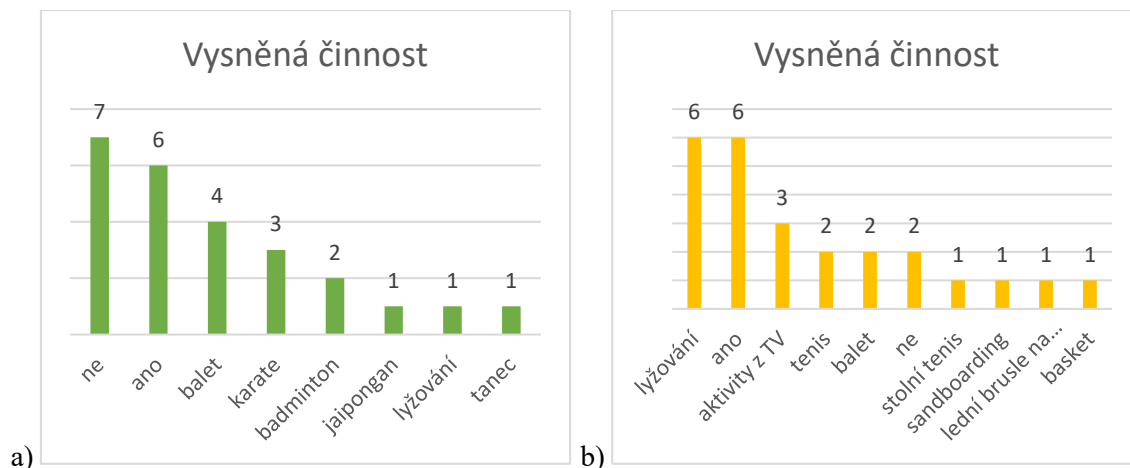 Vysněná činnost
7
6
4
3
2
1
1
1
ne
ano
balet
karate
badminton
jaipongan
lyžování
tanec
a)
Vysněná činnost
6
6
3
2
2
2
1
1
1
1
lyžování
ano
aktivity z TV
tenis
balet
ne
stolní tenis
sandboarding
lední brusle na...
basket
b)